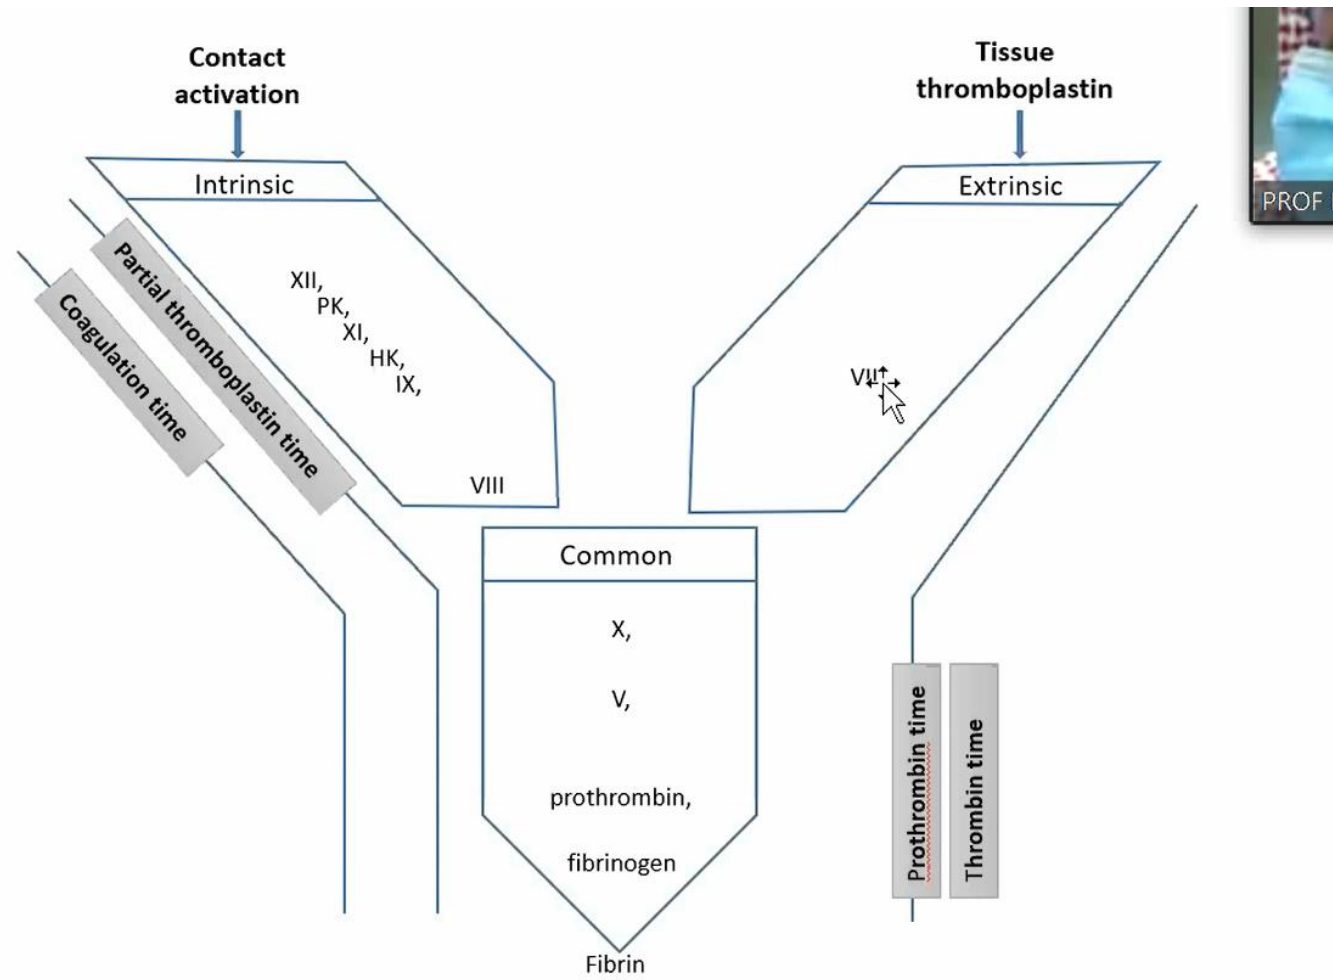 Contact
activation
Tissue
thromboplastin
Intrinsic
Extrinsic
PROF
Partial thromboplastin time
Coagulation time
XII,
PK,
XI,
HK,
IX,
VIII
Common
X,
V,
prothrombin,
fibrinogen
Fibrin
Prothrombin time
Thrombin time